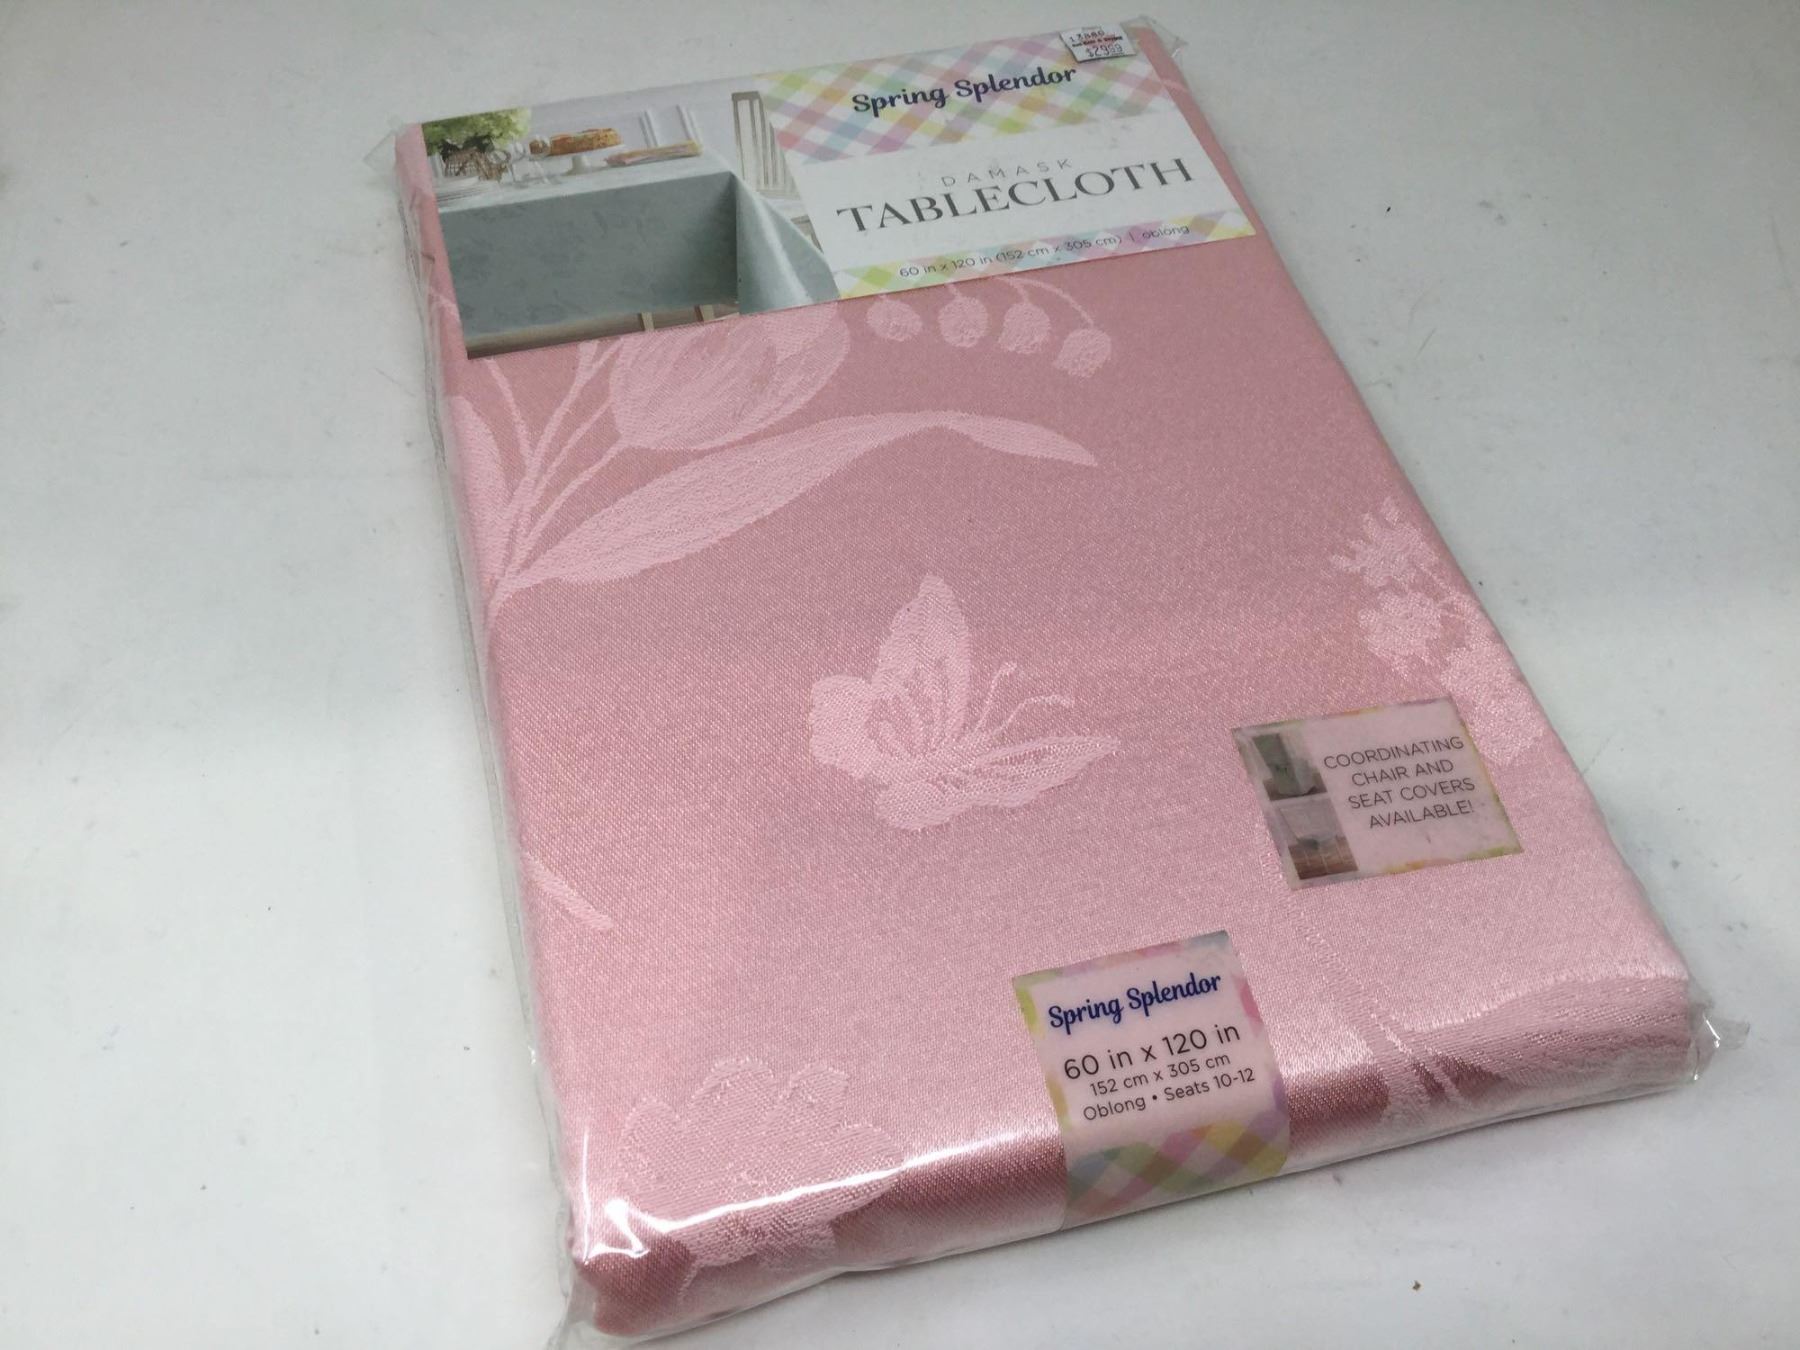 13886
$29.99
Spring Splendor
DAMASK
TABLECLOTH
60 in x 120 in (152 cm x 305 cm) | oblong
COORDINATING
CHAIR AND
SEAT COVERS
AVAILABLE!
Spring Splendor
60 in x 120 in
152 cm x 305 cm
Oblong • Seats 10-12